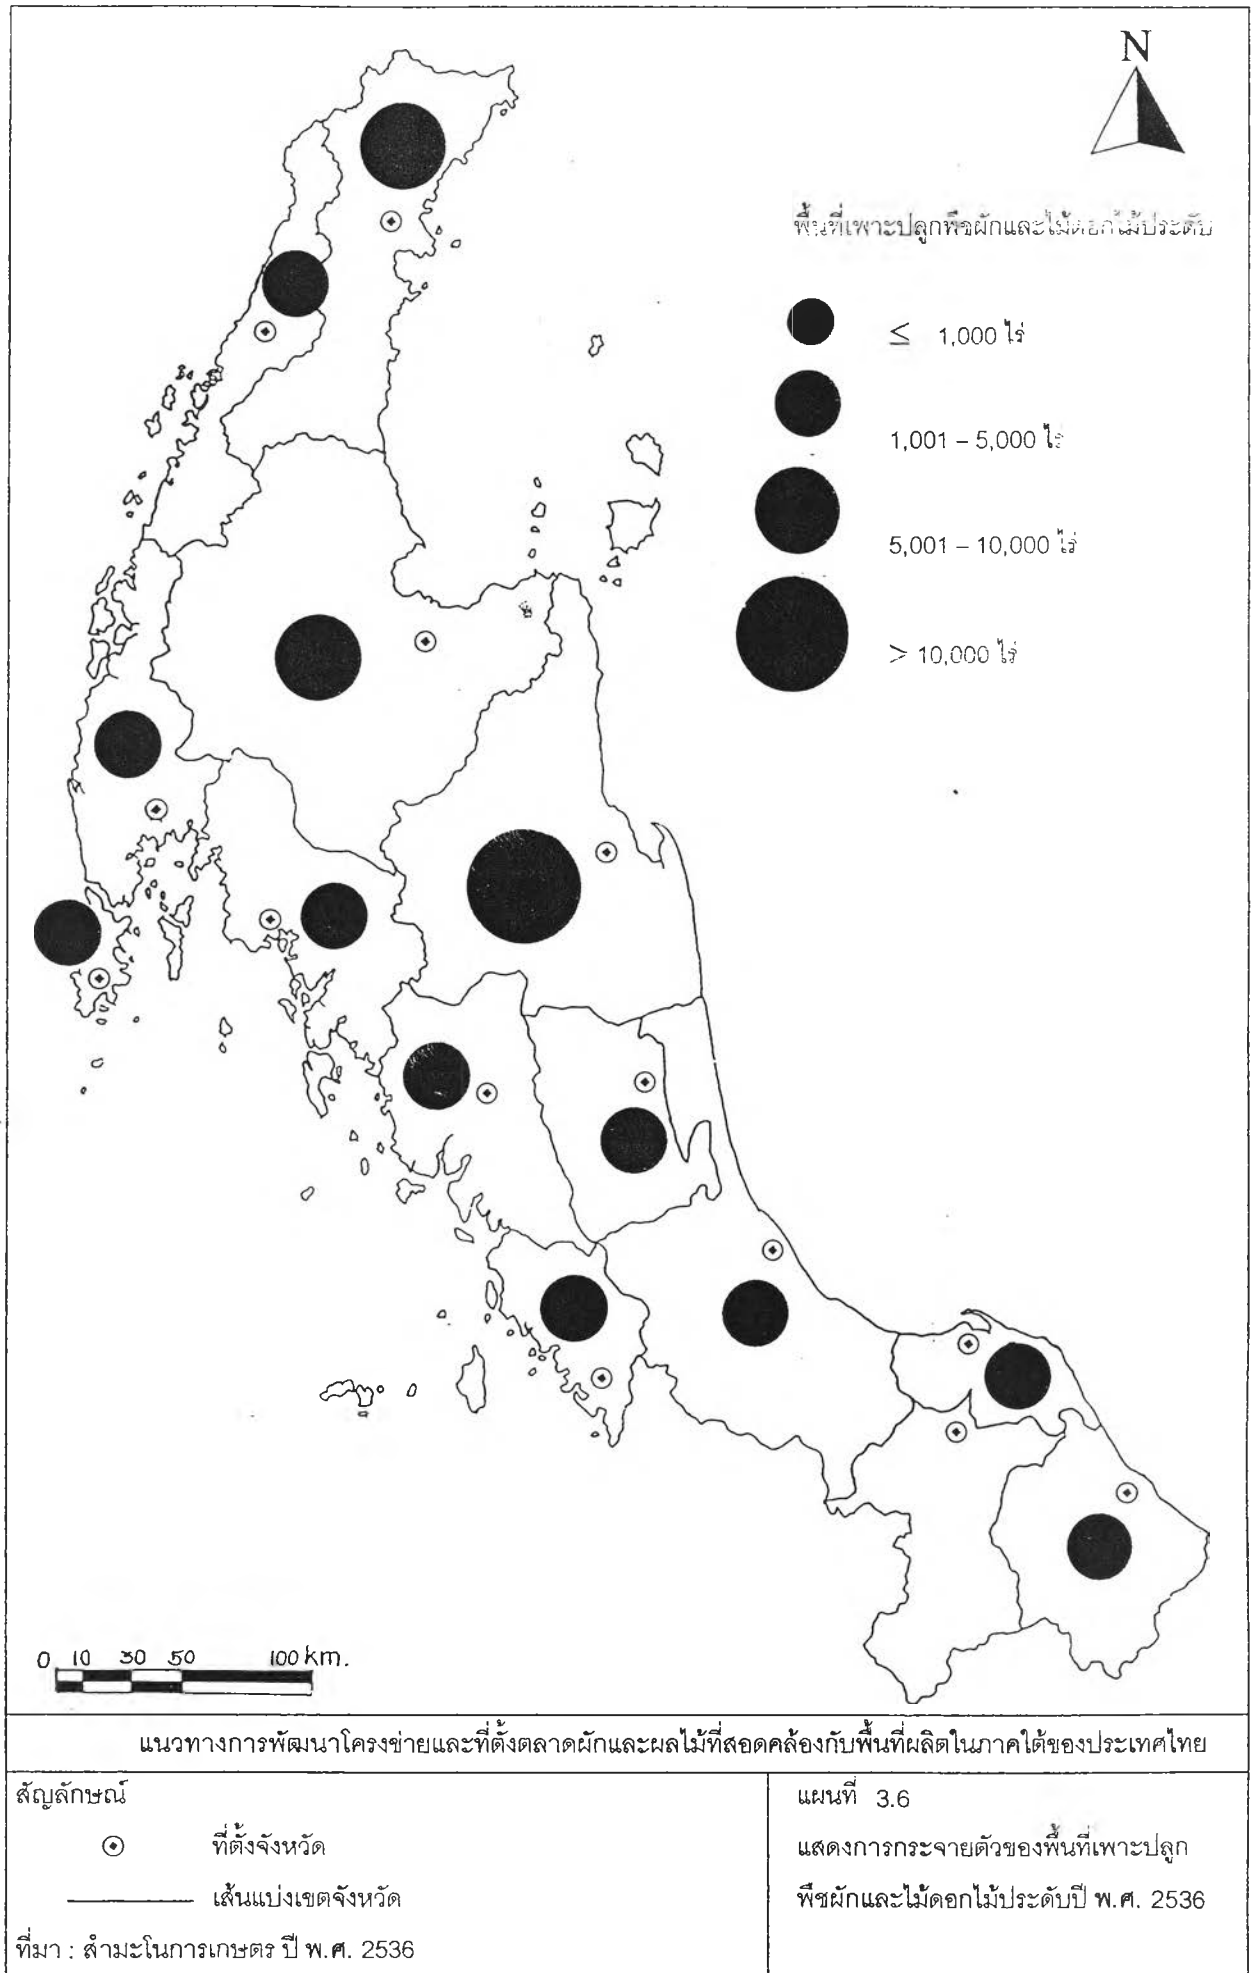 N
พื้นที่เพาะปลูกพืชผักและไม้ดอกไม้ประดับ
≤ 1,000 ไร่
1,001 – 5,000 ไร่
5,001 – 10,000 ไร่
> 10,000 ไร่
0 10 30 50 100 km.
แนวทางการพัฒนาโครงข่ายและที่ตั้งตลาดผักและผลไม้ที่สอดคล้องกับพื้นที่ผลิตในภาคใต้ของประเทศไทย
สัญลักษณ์
ที่ตั้งจังหวัด
เส้นแบ่งเขตจังหวัด
ที่มา : สำมะโนการเกษตร ปี พ.ศ. 2536
แผนที่ 3.6
แสดงการกระจายตัวของพื้นที่เพาะปลูก
พืชผักและไม้ดอกไม้ประดับปี พ.ศ. 2536